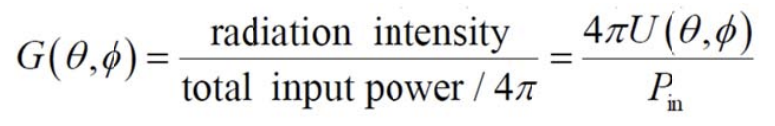 G(θ,ϕ) = radiation intensity / total input power / 4π = 4πU(θ,ϕ) / P_in